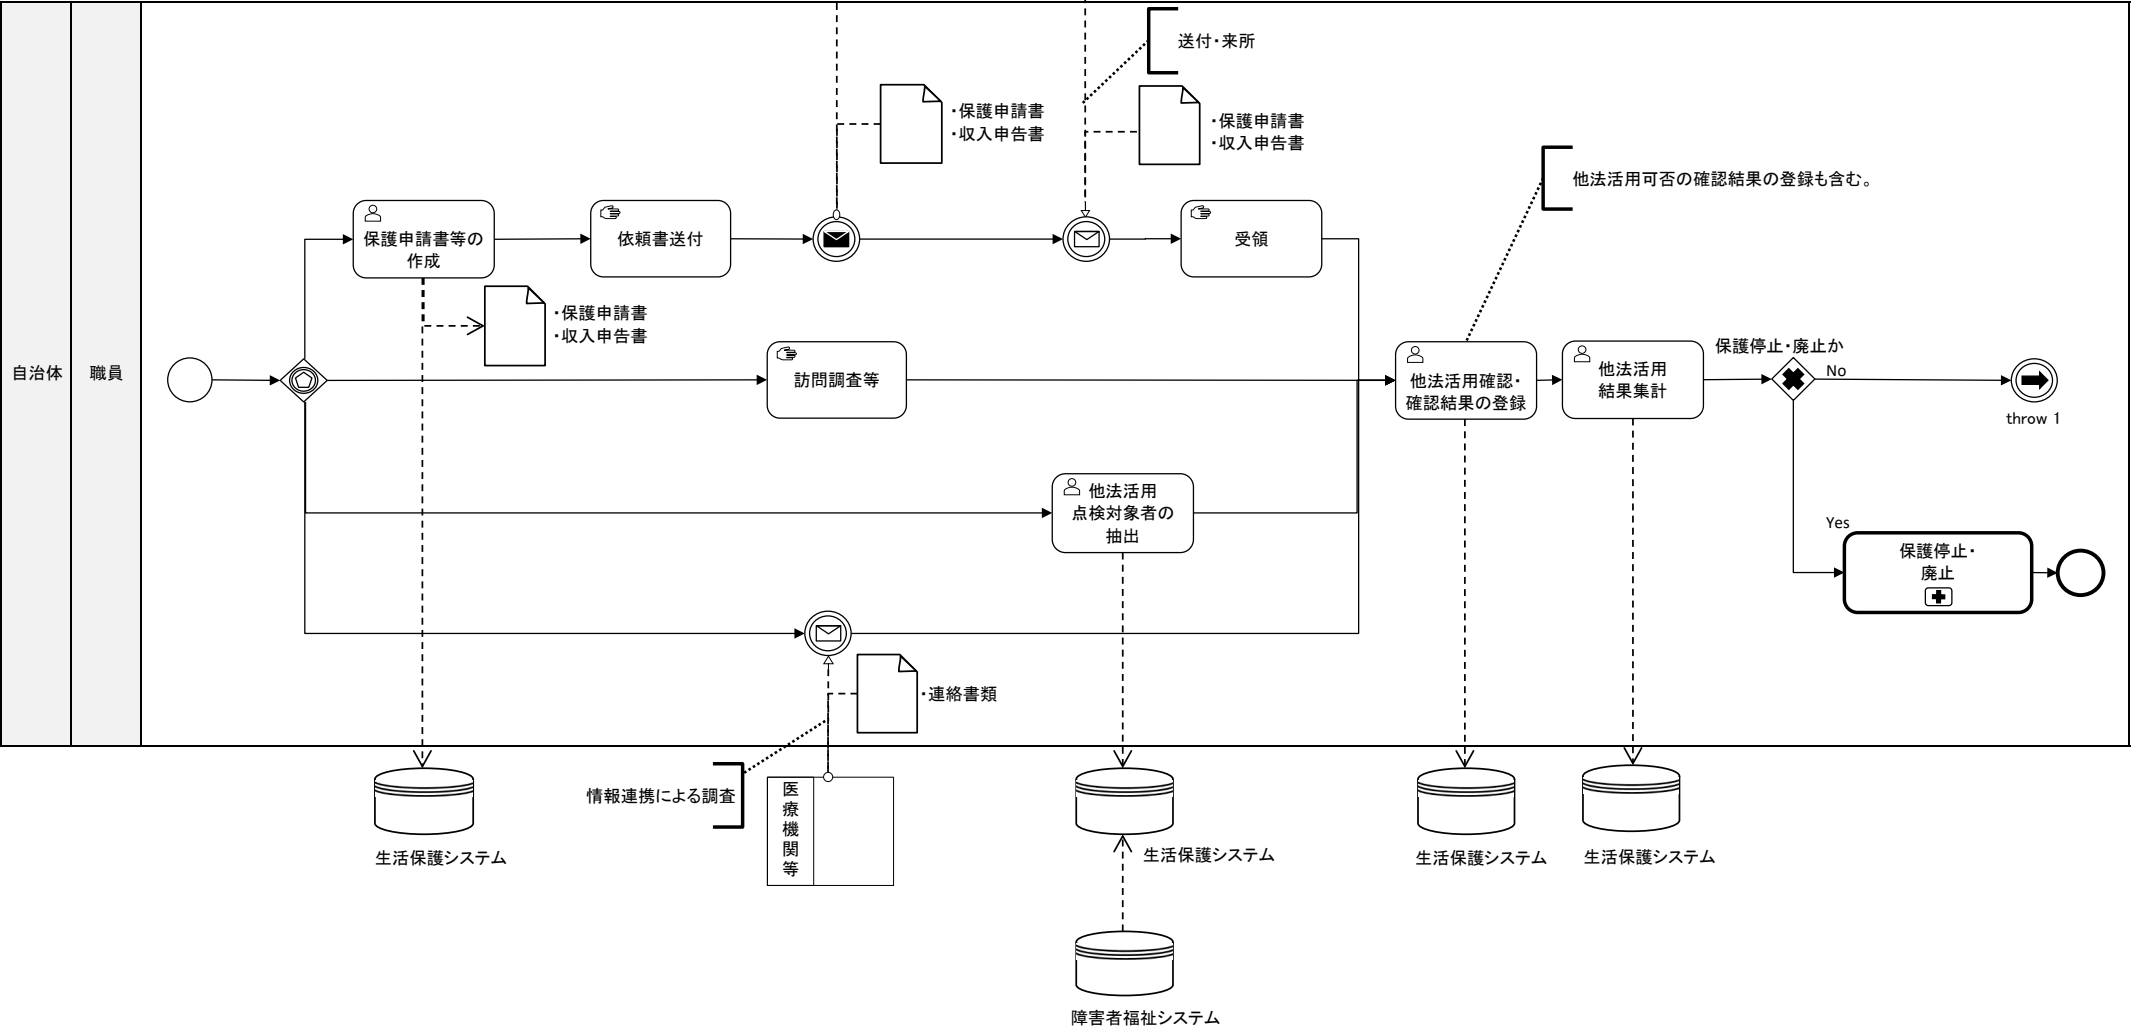 送付・来所
・保護申請書
・収入申告書
・保護申請書
・収入申告書
他法活用可否の確認結果の登録も含む。
保護申請書等の
作成
依頼書送付
受領
・保護申請書
・収入申告書
自治体
職員
訪問調査等
他法活用確認・
確認結果の登録
他法活用
結果集計
保護停止・廃止か
No
throw 1
他法活用
点検対象者の
抽出
Yes
保護停止・
廃止
・連絡書類
情報連携による調査
医療機関等
生活保護システム
生活保護システム
生活保護システム
生活保護システム
障害者福祉システム